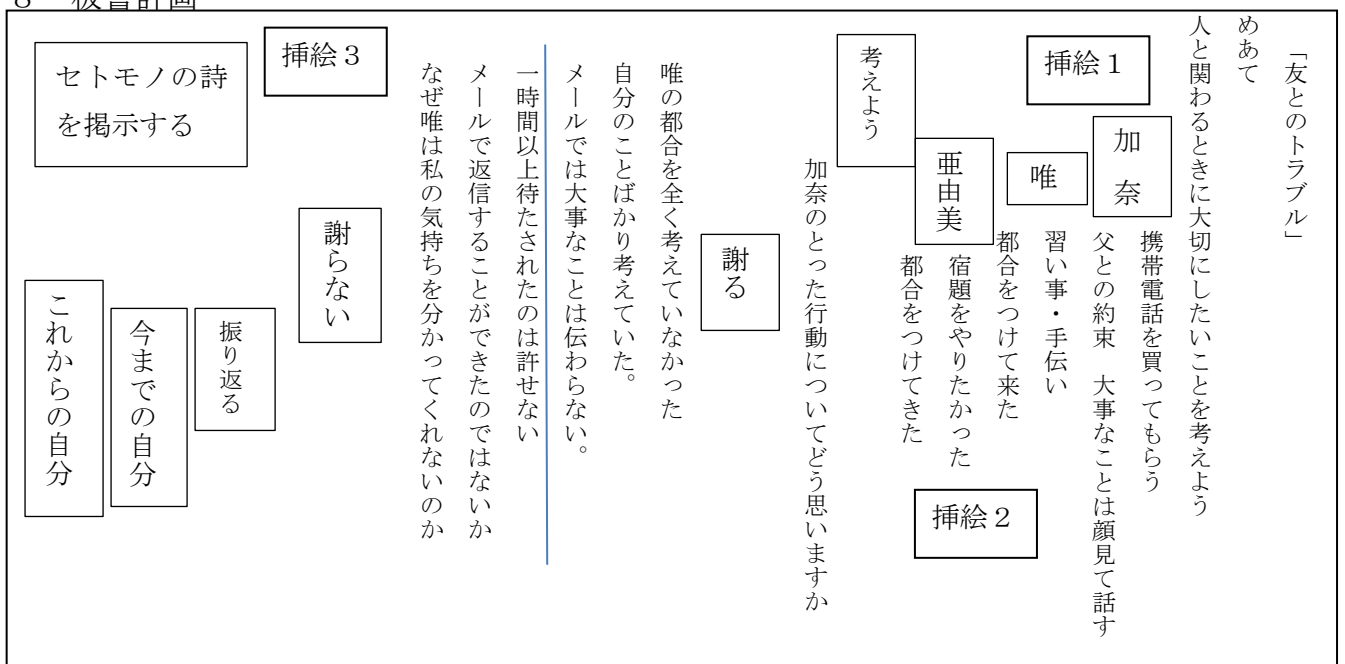 ８　板書計画
「友とのトラブル」
めあて
人と関わるときに大切にしたいことを考えよう
挿絵１
加奈
携帯電話を買ってもらう
父との約束　大事なことは顔見て話す
唯
習い事・手伝い
都合をつけて来た
亜由美
宿題をやりたかった
都合をつけてきた
挿絵２
考えよう
加奈のとった行動についてどう思いますか
謝る
唯の都合を全く考えていなかった
自分のことばかり考えていた。
メールでは大事なことは伝わらない。
一時間以上待たされたのは許せない
メールで返信することができたのではないか
なぜ唯は私の気持ちを分かってくれないのか
挿絵３
謝らない
振り返る
今までの自分
これからの自分
セトモノの詩
を掲示する